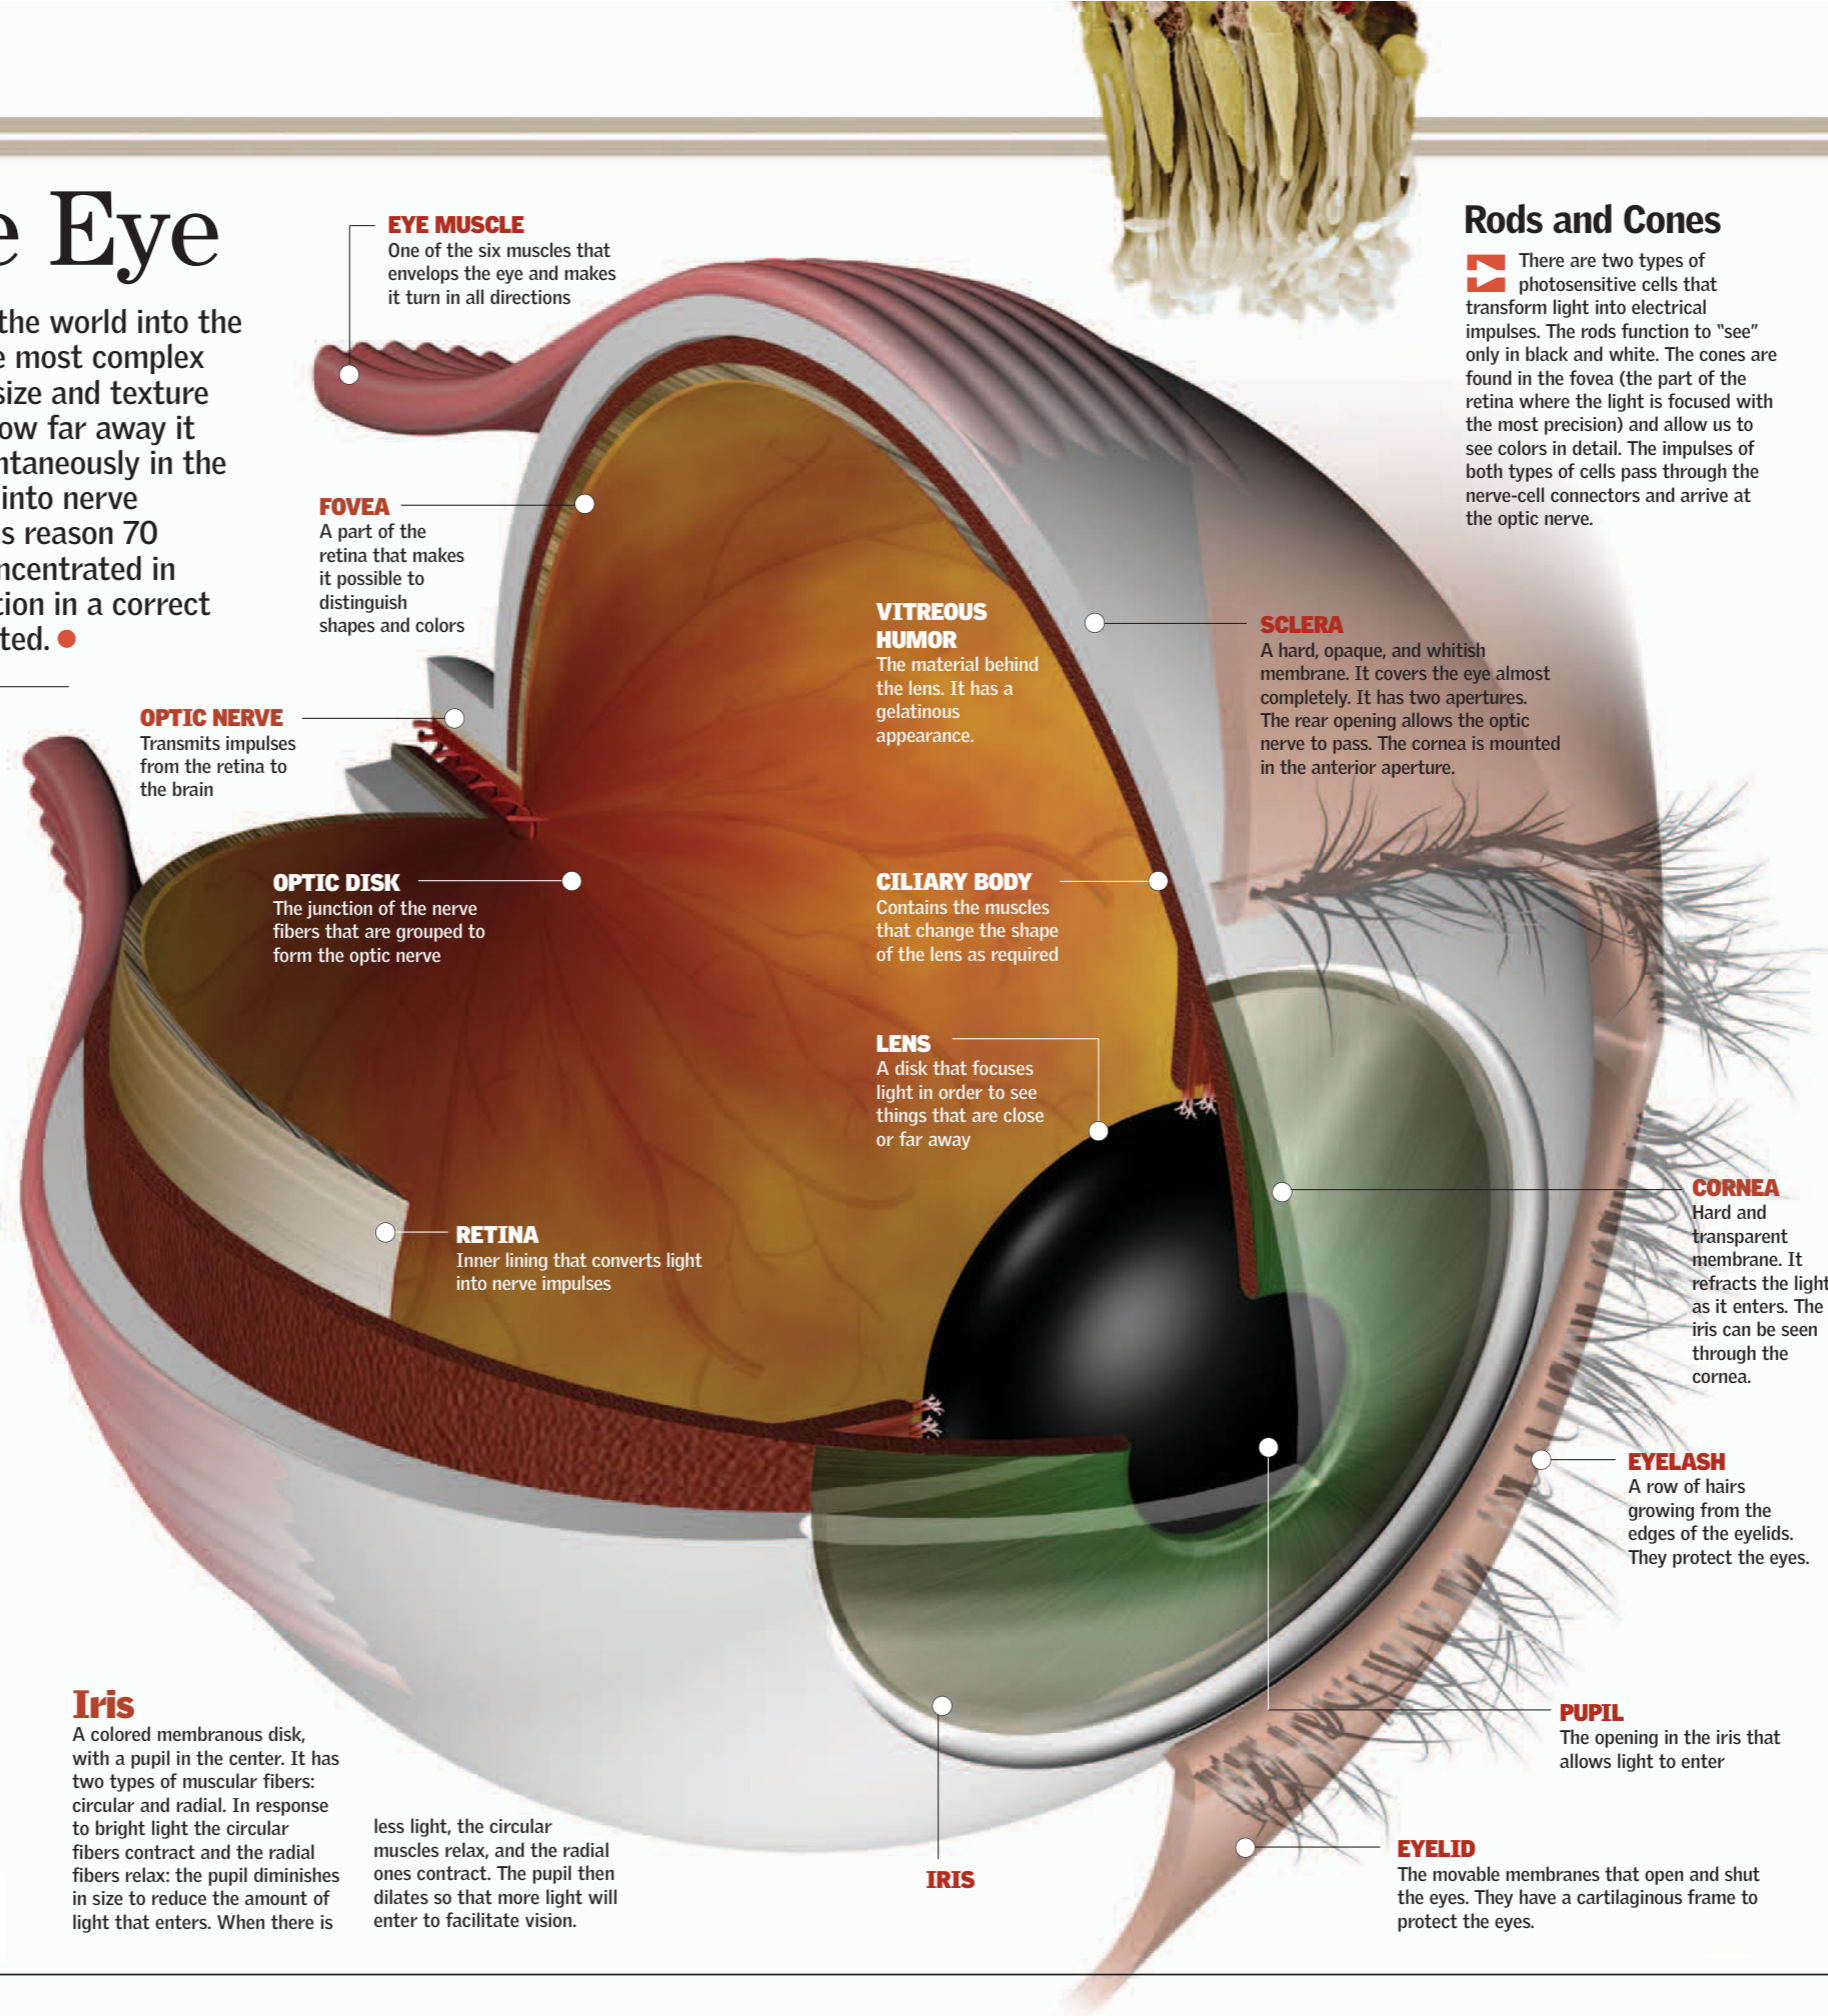 e Eye
the world into the
e most complex
size and texture
ow far away it
ntaneously in the
into nerve
s reason 70
ncentrated in
tion in a correct
ted.
EYE MUSCLE
One of the six muscles that
envelops the eye and makes
it turn in all directions
Rods and Cones
There are two types of
photosensitive cells that
transform light into electrical
impulses. The rods function to “see”
only in black and white. The cones are
found in the fovea (the part of the
retina where the light is focused with
the most precision) and allow us to
see colors in detail. The impulses of
both types of cells pass through the
nerve-cell connectors and arrive at
the optic nerve.
FOVEA
A part of the
retina that makes
it possible to
distinguish
shapes and colors
VITREOUS
HUMOR
The material behind
the lens. It has a
gelatinous
appearance.
SCLERA
A hard, opaque, and whitish
membrane. It covers the eye almost
completely. It has two apertures.
The rear opening allows the optic
nerve to pass. The cornea is mounted
in the anterior aperture.
OPTIC NERVE
Transmits impulses
from the retina to
the brain
OPTIC DISK
The junction of the nerve
fibers that are grouped to
form the optic nerve
CILIARY BODY
Contains the muscles
that change the shape
of the lens as required
LENS
A disk that focuses
light in order to see
things that are close
or far away
CORNEA
Hard and
transparent
membrane. It
refracts the light
as it enters. The
iris can be seen
through the
cornea.
RETINA
Inner lining that converts light
into nerve impulses
EYELASH
A row of hairs
growing from the
edges of the eyelids.
They protect the eyes.
Iris
A colored membranous disk,
with a pupil in the center. It has
two types of muscular fibers:
circular and radial. In response
to bright light the circular
fibers contract and the radial
fibers relax: the pupil diminishes
in size to reduce the amount of
light that enters. When there is
less light, the circular
muscles relax, and the radial
ones contract. The pupil then
dilates so that more light will
enter to facilitate vision.
IRIS
PUPIL
The opening in the iris that
allows light to enter
EYELID
The movable membranes that open and shut
the eyes. They have a cartilaginous frame to
protect the eyes.